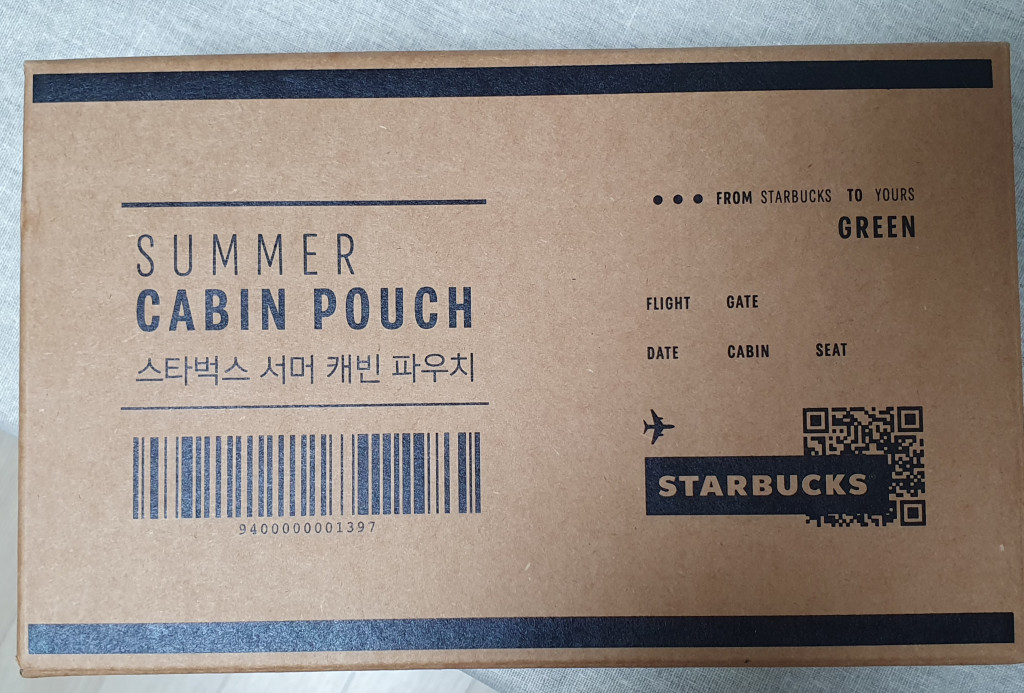 SUMMER
CABIN POUCH
스타벅스 서머 캐빈 파우치
9400000001397
FROM STARBUCKS TO YOURS
GREEN
FLIGHT GATE
DATE CABIN SEAT
STARBUCKS